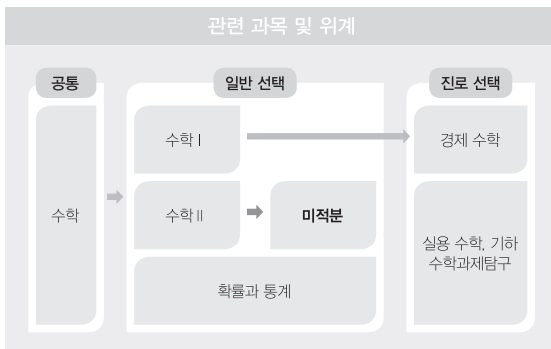 관련 과목 및 위계
공통
일반 선택
진로 선택
수학
수학 Ⅰ
경제 수학
수학 Ⅱ
미적분
실용 수학, 기하
수학과제탐구
확률과 통계